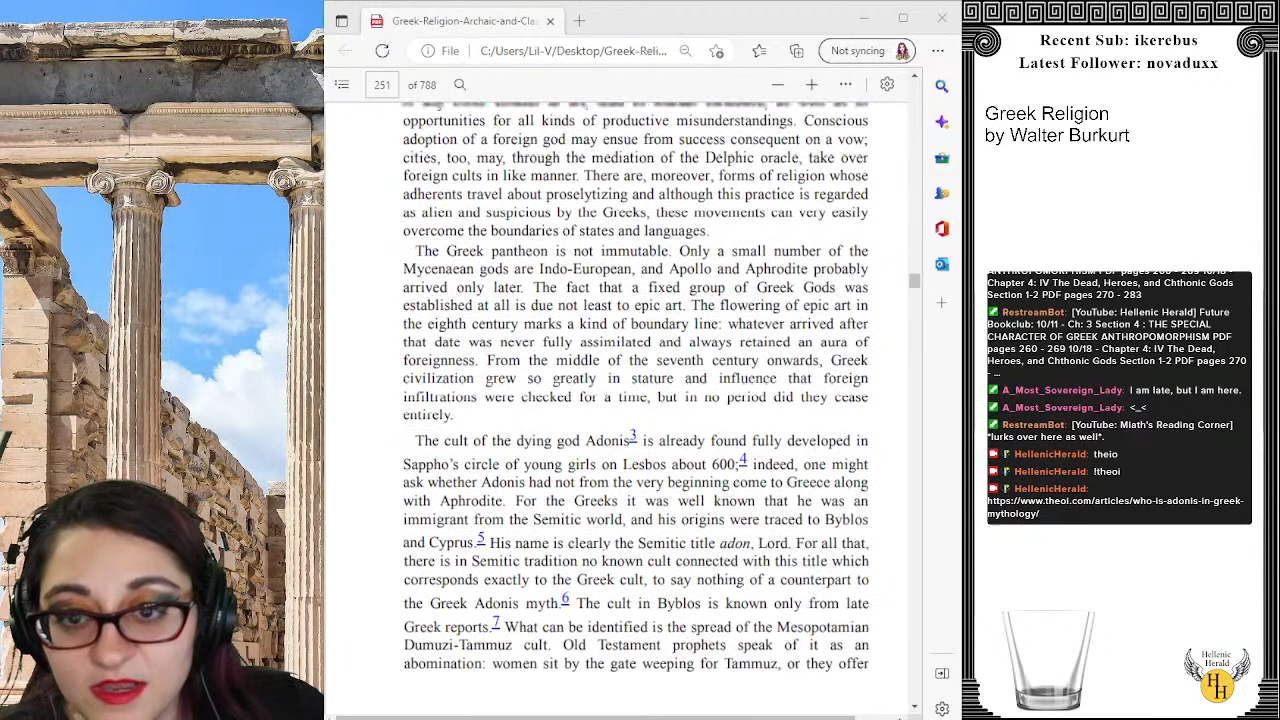 Greek-Religion-Archaic-and-Clas
File
C:/Users/Lil-V/Desktop/Greek-Reli...
Not syncing
251 of 788
opportunities for all kinds of productive misunderstandings. Conscious
adoption of a foreign god may ensue from success consequent on a vow;
cities, too, may, through the mediation of the Delphic oracle, take over
foreign cults in like manner. There are, moreover, forms of religion whose
adherents travel about proselytizing and although this practice is regarded
as alien and suspicious by the Greeks, these movements can very easily
overcome the boundaries of states and languages.
The Greek pantheon is not immutable. Only a small number of the
Mycenaean gods are Indo-European, and Apollo and Aphrodite probably
arrived only later. The fact that a fixed group of Greek Gods was
established at all is due not least to epic art. The flowering of epic art in
the eighth century marks a kind of boundary line: whatever arrived after
that date was never fully assimilated and always retained an aura of
foreignness. From the middle of the seventh century onwards, Greek
civilization grew so greatly in stature and influence that foreign
infiltrations were checked for a time, but in no period did they cease
entirely.
The cult of the dying god Adonis3 is already found fully developed in
Sappho's circle of young girls on Lesbos about 600;4 indeed, one might
ask whether Adonis had not from the very beginning come to Greece along
with Aphrodite. For the Greeks it was well known that he was an
immigrant from the Semitic world, and his origins were traced to Byblos
and Cyprus.5 His name is clearly the Semitic title adon, Lord. For all that,
there is in Semitic tradition no known cult connected with this title which
corresponds exactly to the Greek cult, to say nothing of a counterpart to
the Greek Adonis myth.6 The cult in Byblos is known only from late
Greek reports.7 What can be identified is the spread of the Mesopotamian
Dumuzi-Tammuz cult. Old Testament prophets speak of it as an
abomination: women sit by the gate weeping for Tammuz, or they offer
Recent Sub: ikerebus
Latest Follower: novaduxx
Greek Religion
by Walter Burkurt
ANTHROPOMORPHISM PDF pages 260 - 269 10/18 -
Chapter 4: IV The Dead, Heroes, and Chthonic Gods
Section 1-2 PDF pages 270 - 283
RestreamBot: [YouTube: Hellenic Herald] Future
Bookclub: 10/11 - Ch: 3 Section 4 : THE SPECIAL
CHARACTER OF GREEK ANTHROPOMORPHISM PDF
pages 260 - 269 10/18 - Chapter 4: IV The Dead,
Heroes, and Chthonic Gods Section 1-2 PDF pages 270
- ...
A_Most_Sovereign_Lady: I am late, but I am here.
A_Most_Sovereign_Lady: <_<
RestreamBot: [YouTube: Miath's Reading Corner]
*lurks over here as well*.
HellenicHerald: theio
HellenicHerald: !theoi
HellenicHerald:
https://www.theoi.com/articles/who-is-adonis-in-greek-
mythology/
Hellenic
Herald
HH